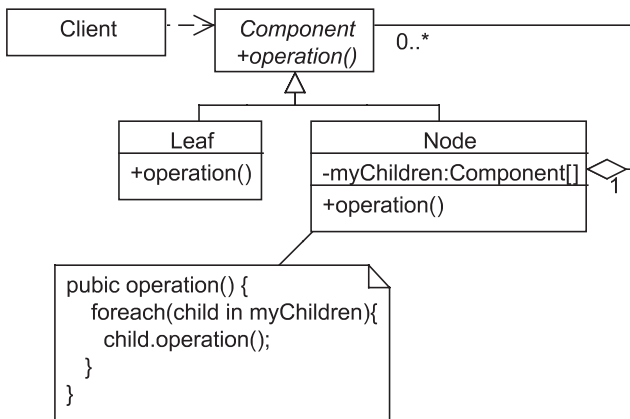 Client
Component
+operation()
0..*
Leaf
+operation()
Node
-myChildren:Component[]
1
+operation()
pubic operation() {
foreach(child in myChildren){
child.operation();
}
}